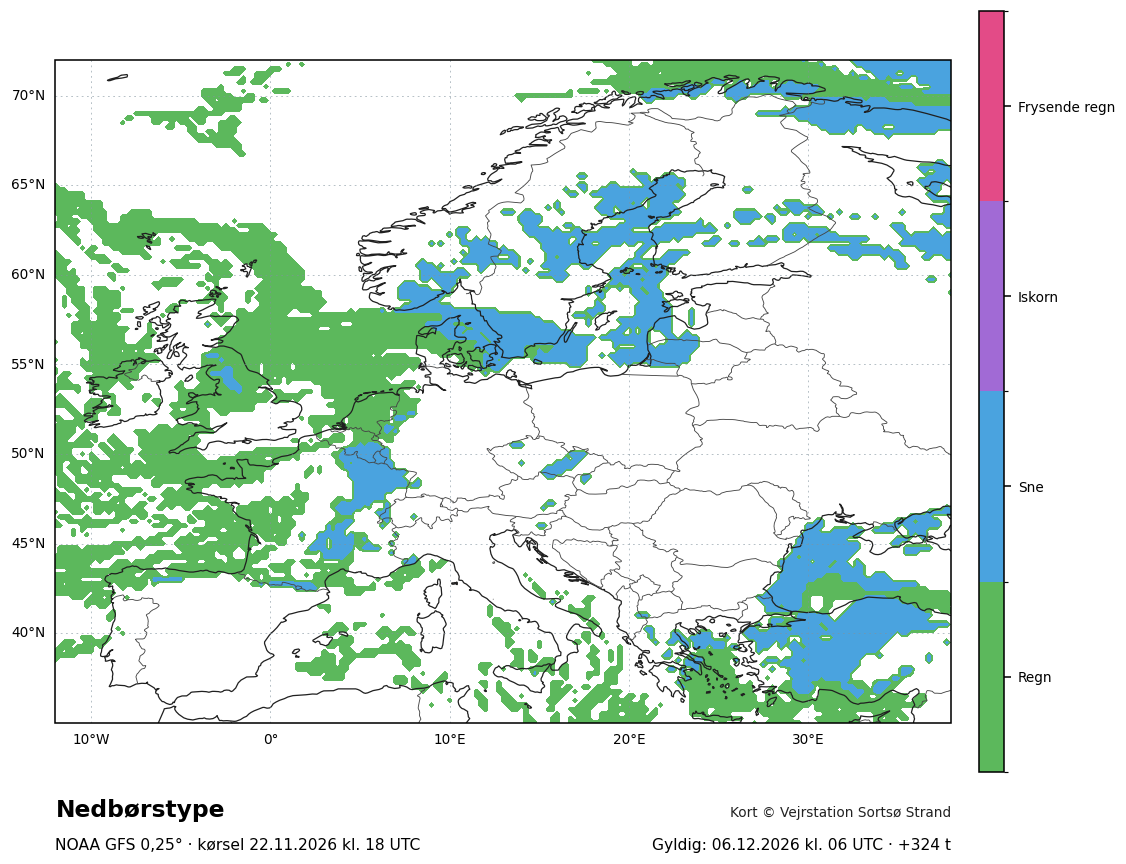 70°N
65°N
60°N
55°N
50°N
45°N
40°N
10°W
0°
10°E
20°E
30°E
Frysende regn
Iskorn
Sne
Regn
Nedbørstype
Kort © Vejrstation Sortsø Strand
NOAA GFS 0,25° · kørsel 22.11.2026 kl. 18 UTC
Gyldig: 06.12.2026 kl. 06 UTC · +324 t